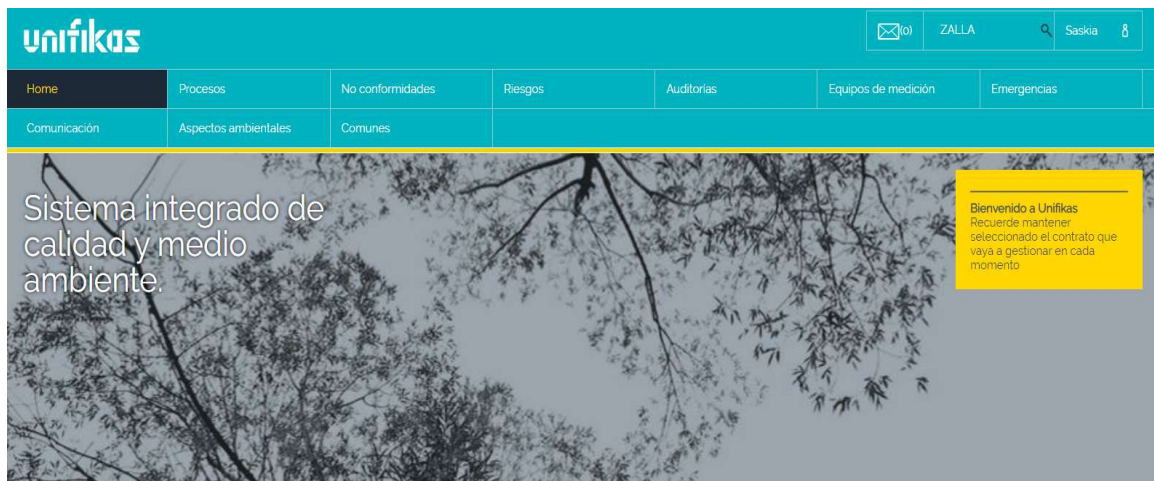 unifikas
(0)
ZALLA
Saskia
Home
Procesos
No conformidades
Riesgos
Auditorías
Equipos de medición
Emergencias
Comunicación
Aspectos ambientales
Comunes
Sistema integrado de
calidad y medio
ambiente.
Bienvenido a Unifikas
Recuerde mantener
seleccionado el contrato que
vaya a gestionar en cada
momento